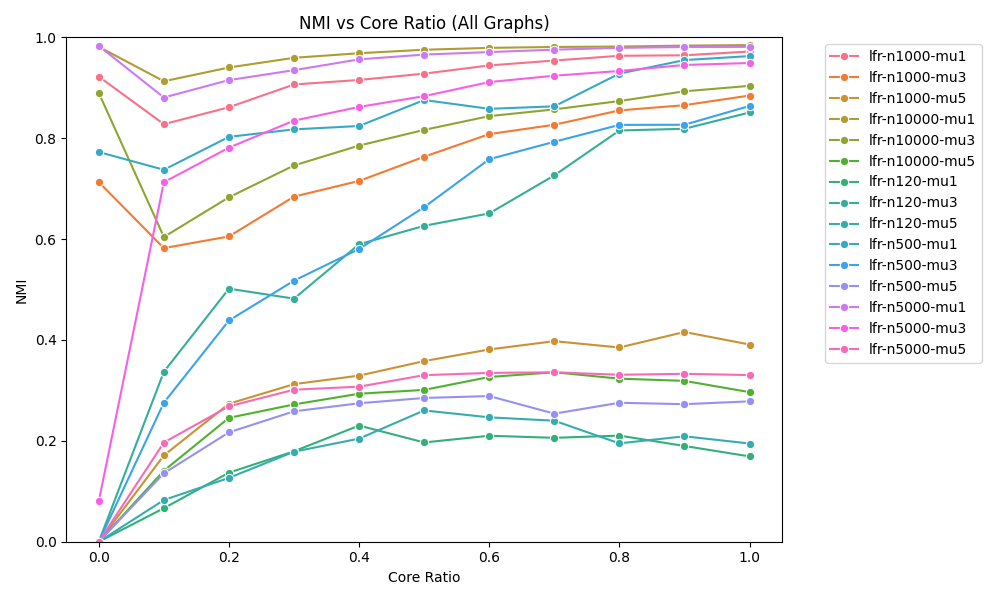 NMI vs Core Ratio (All Graphs)
NMI
1.0
0.8
0.6
0.4
0.2
0.0
0.0 0.2 0.4 0.6 0.8 1.0
Core Ratio
lfr-n1000-mu1
lfr-n1000-mu3
lfr-n1000-mu5
lfr-n10000-mu1
lfr-n10000-mu3
lfr-n10000-mu5
lfr-n120-mu1
lfr-n120-mu3
lfr-n120-mu5
lfr-n500-mu1
lfr-n500-mu3
lfr-n500-mu5
lfr-n5000-mu1
lfr-n5000-mu3
lfr-n5000-mu5